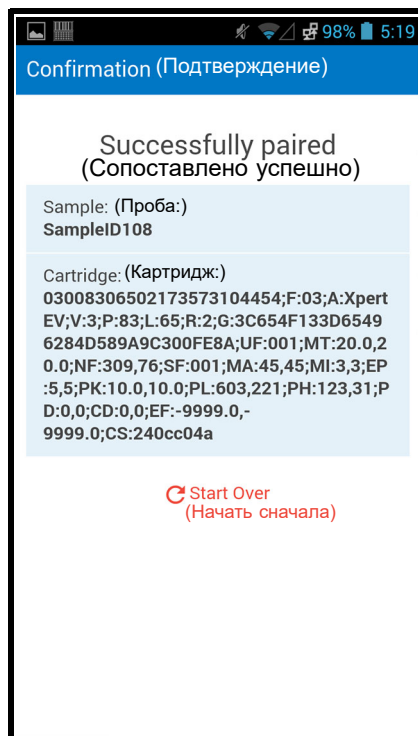 98% 5:19
Confirmation (Подтверждение)
Successfully paired
(Сопоставлено успешно)
Sample: (Проба:)
SampleID108
Cartridge: (Картридж:)
03008306502173573104454;F:03;A:Xpert
EV;V:3;P:83;L:65;R:2;G:3C654F133D6549
6284D589A9C300FE8A;UF:001;MT:20.0,2
0.0;NF:309,76;SF:001;MA:45,45;MI:3,3;EP
:5,5;PK:10.0,10.0;PL:603,221;PH:123,31;P
D:0,0;CD:0,0;EF:-9999.0,-
9999.0;CS:240cc04a
Start Over
(Начать сначала)